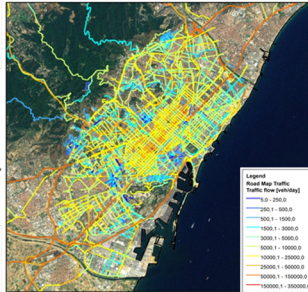 Legend
Road Map Traffic
Traffic flow [veh/day]
5,0 - 250,0
250,1 - 500,0
500,1 - 1500,0
1500,1 - 3000,0
3000,1 - 5000,0
5000,1 - 10000,0
10000,1 - 25000,0
25000,1 - 50000,0
50000,1 - 150000,0
150000,1 - 350000,0